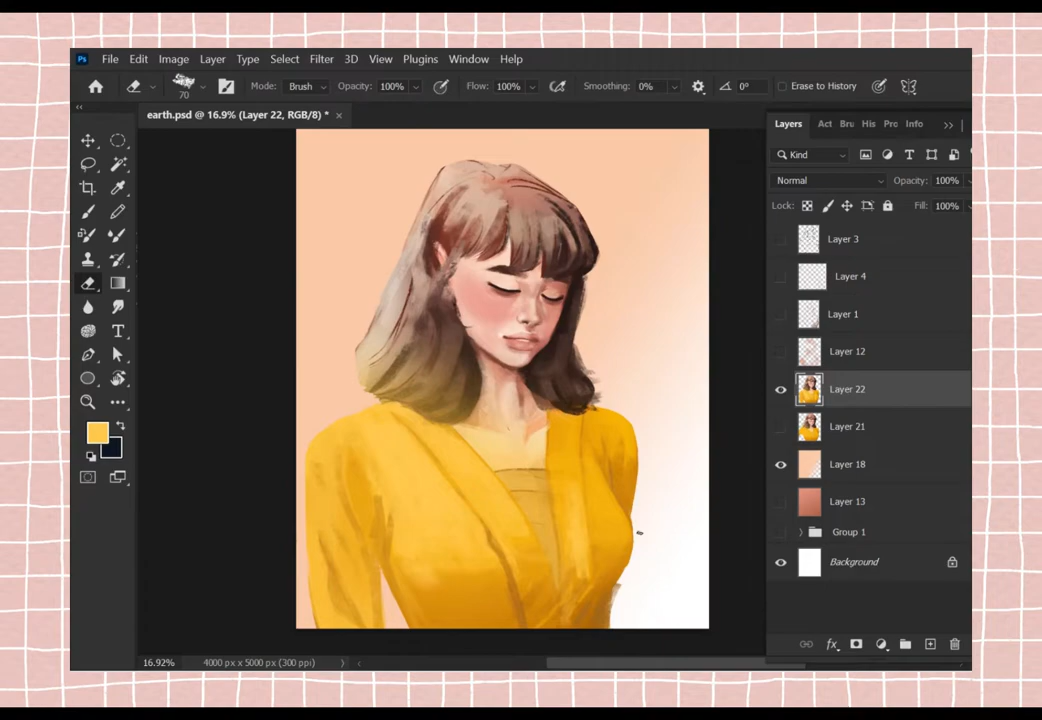 Ps File Edit Image Layer Type Select Filter 3D View Plugins Window Help
70 Mode: Brush Opacity: 100% Flow: 100% Smoothing: 0% 0° Erase to History
earth.psd @ 16.9% (Layer 22, RGB/8) * ×
Layers Act Bru His Prc Info
Kind
Normal Opacity: 100%
Lock: Fill: 100%
Layer 3
Layer 4
Layer 1
Layer 12
Layer 22
Layer 21
Layer 18
Layer 13
Group 1
Background
fx
16.92% 4000 px x 5000 px (300 ppi)